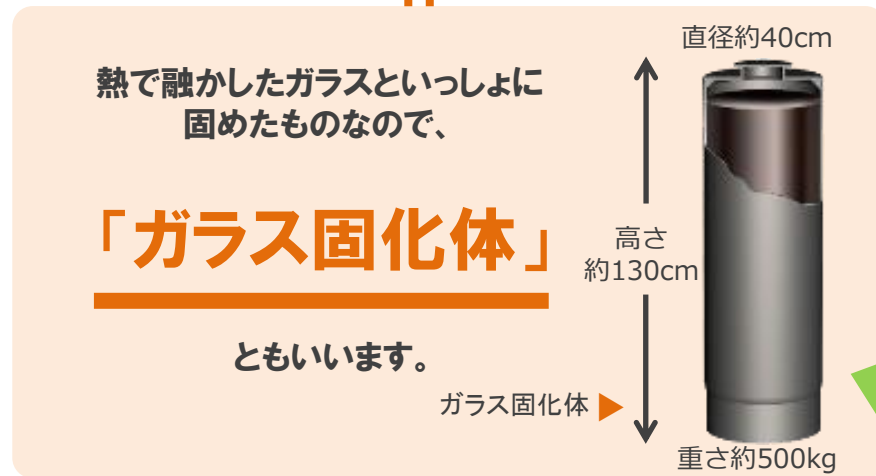 熱で融かしたガラスといっしょに
固めたものなので、
「ガラス固化体」
ともいいます。
直径約40cm
高さ
約130cm
ガラス固化体
重さ約500kg